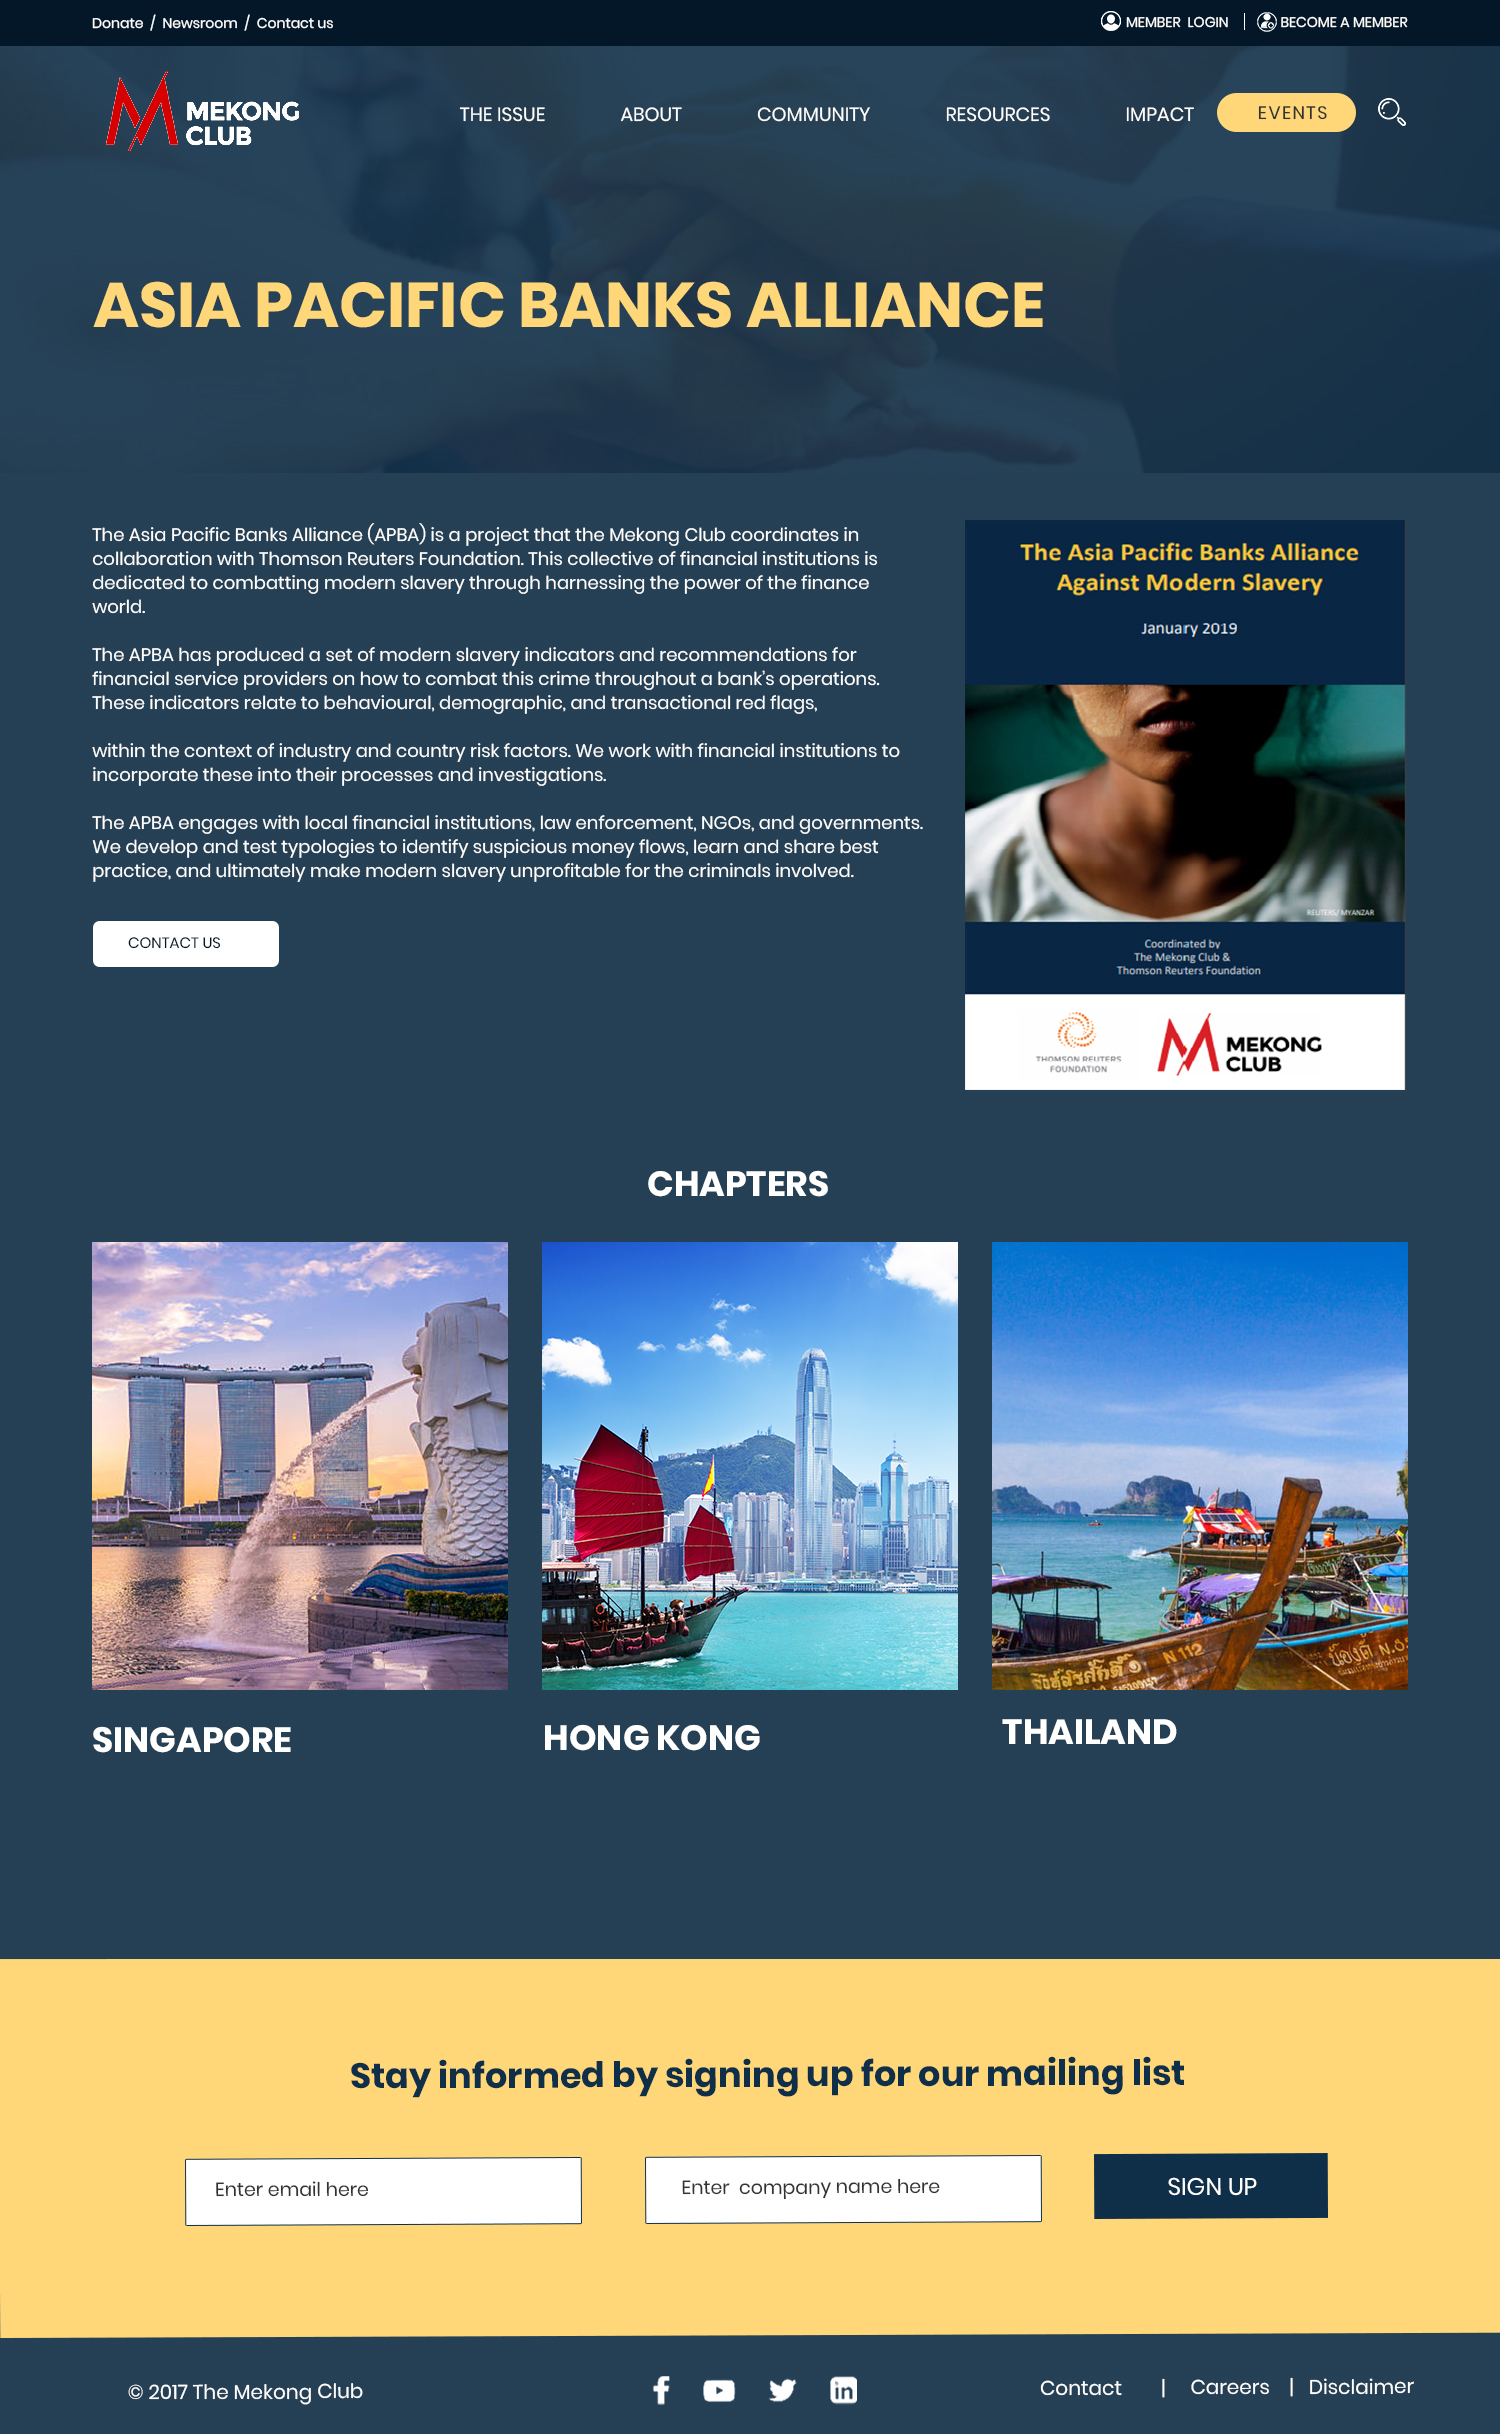 Donate / Newsroom / Contact us
MEMBER LOGIN | BECOME A MEMBER
MEKONG
CLUB
THE ISSUE ABOUT COMMUNITY RESOURCES IMPACT EVENTS
ASIA PACIFIC BANKS ALLIANCE
The Asia Pacific Banks Alliance (APBA) is a project that the Mekong Club coordinates in
collaboration with Thomson Reuters Foundation. This collective of financial institutions is
dedicated to combatting modern slavery through harnessing the power of the finance
world.
The APBA has produced a set of modern slavery indicators and recommendations for
financial service providers on how to combat this crime throughout a bank's operations.
These indicators relate to behavioural, demographic, and transactional red flags,
within the context of industry and country risk factors. We work with financial institutions to
incorporate these into their processes and investigations.
The APBA engages with local financial institutions, law enforcement, NGOs, and governments.
We develop and test typologies to identify suspicious money flows, learn and share best
practice, and ultimately make modern slavery unprofitable for the criminals involved.
CONTACT US
The Asia Pacific Banks Alliance
Against Modern Slavery
January 2019
REUTERS/ MYANZAR
Coordinated by
The Mekong Club &
Thomson Reuters Foundation
THOMSON REUTERS
FOUNDATION
MEKONG
CLUB
CHAPTERS
N 112
น้องดี N.6
SINGAPORE
HONG KONG
THAILAND
Stay informed by signing up for our mailing list
Enter email here
Enter company name here
SIGN UP
© 2017 The Mekong Club
in
Contact | Careers | Disclaimer